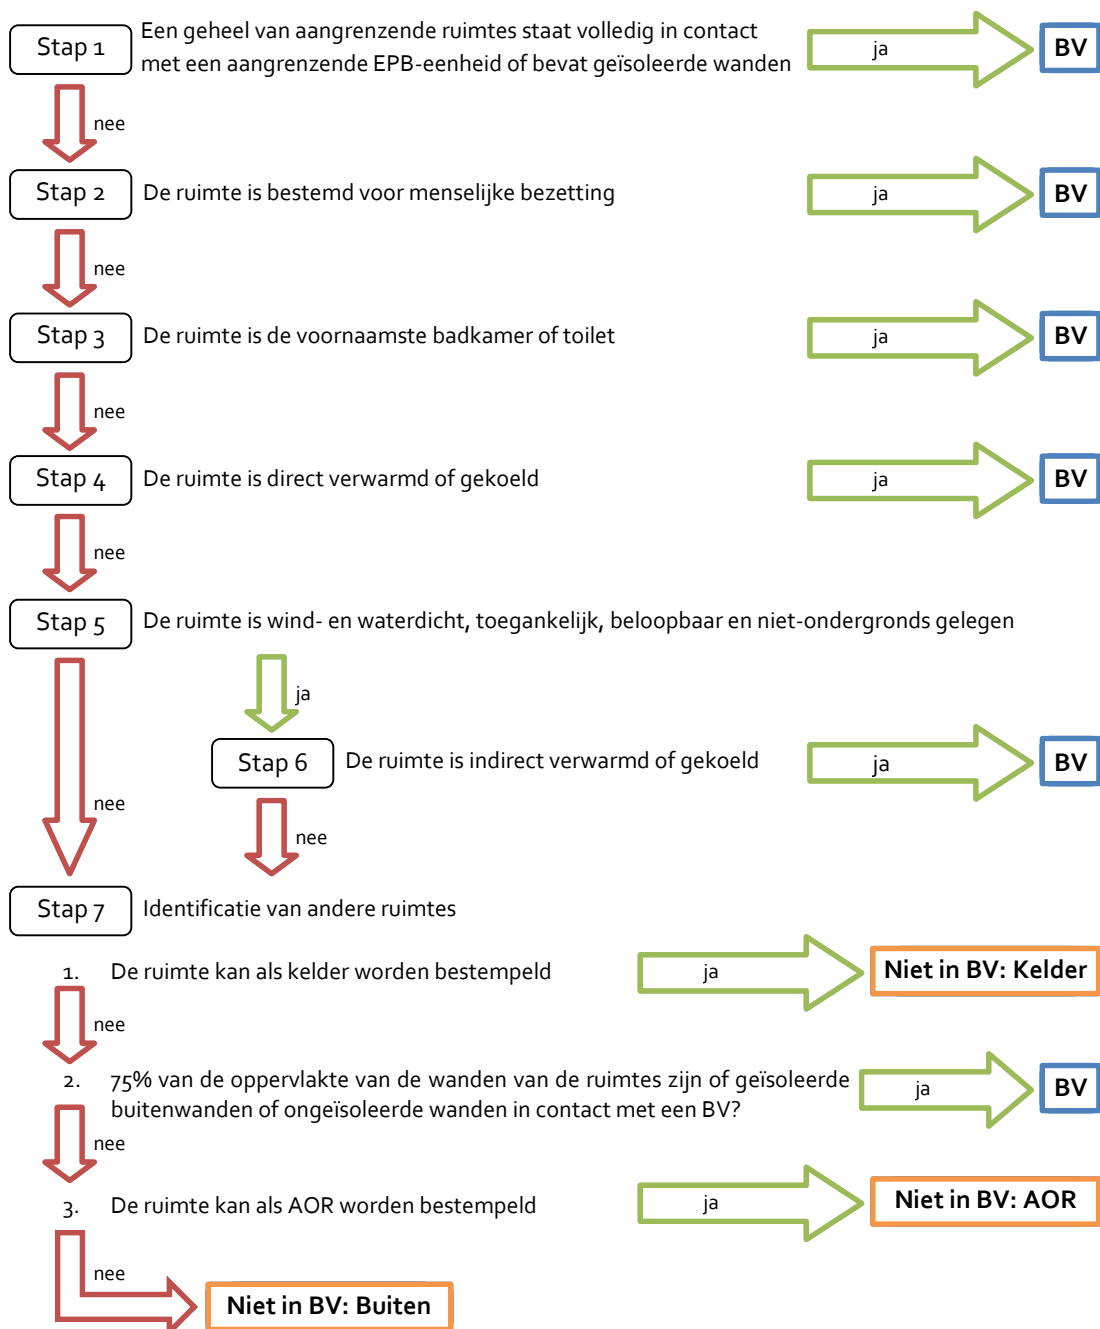 Stap 1
Een geheel van aangrenzende ruimtes staat volledig in contact
met een aangrenzende EPB-eenheid of bevat geïsoleerde wanden
ja
BV
nee
Stap 2
De ruimte is bestemd voor menselijke bezetting
ja
BV
nee
Stap 3
De ruimte is de voornaamste badkamer of toilet
ja
BV
nee
Stap 4
De ruimte is direct verwarmd of gekoeld
ja
BV
nee
Stap 5
De ruimte is wind- en waterdicht, toegankelijk, beloopbaar en niet-ondergronds gelegen
ja
Stap 6
De ruimte is indirect verwarmd of gekoeld
ja
BV
nee
nee
Stap 7
Identificatie van andere ruimtes
1. De ruimte kan als kelder worden bestempeld
ja
Niet in BV: Kelder
nee
2. 75% van de oppervlakte van de wanden van de ruimtes zijn of geïsoleerde
buitenwanden of ongeïsoleerde wanden in contact met een BV?
ja
BV
nee
3. De ruimte kan als AOR worden bestempeld
ja
Niet in BV: AOR
nee
Niet in BV: Buiten